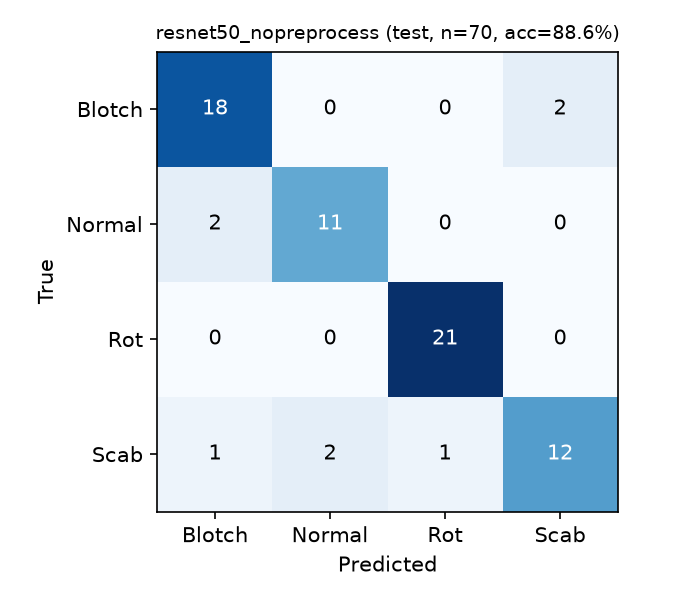 resnet50_nopreprocess (test, n=70, acc=88.6%)
Blotch 18 0 0 2
Normal 2 11 0 0
Rot 0 0 21 0
Scab 1 2 1 12
True
Blotch Normal Rot Scab
Predicted